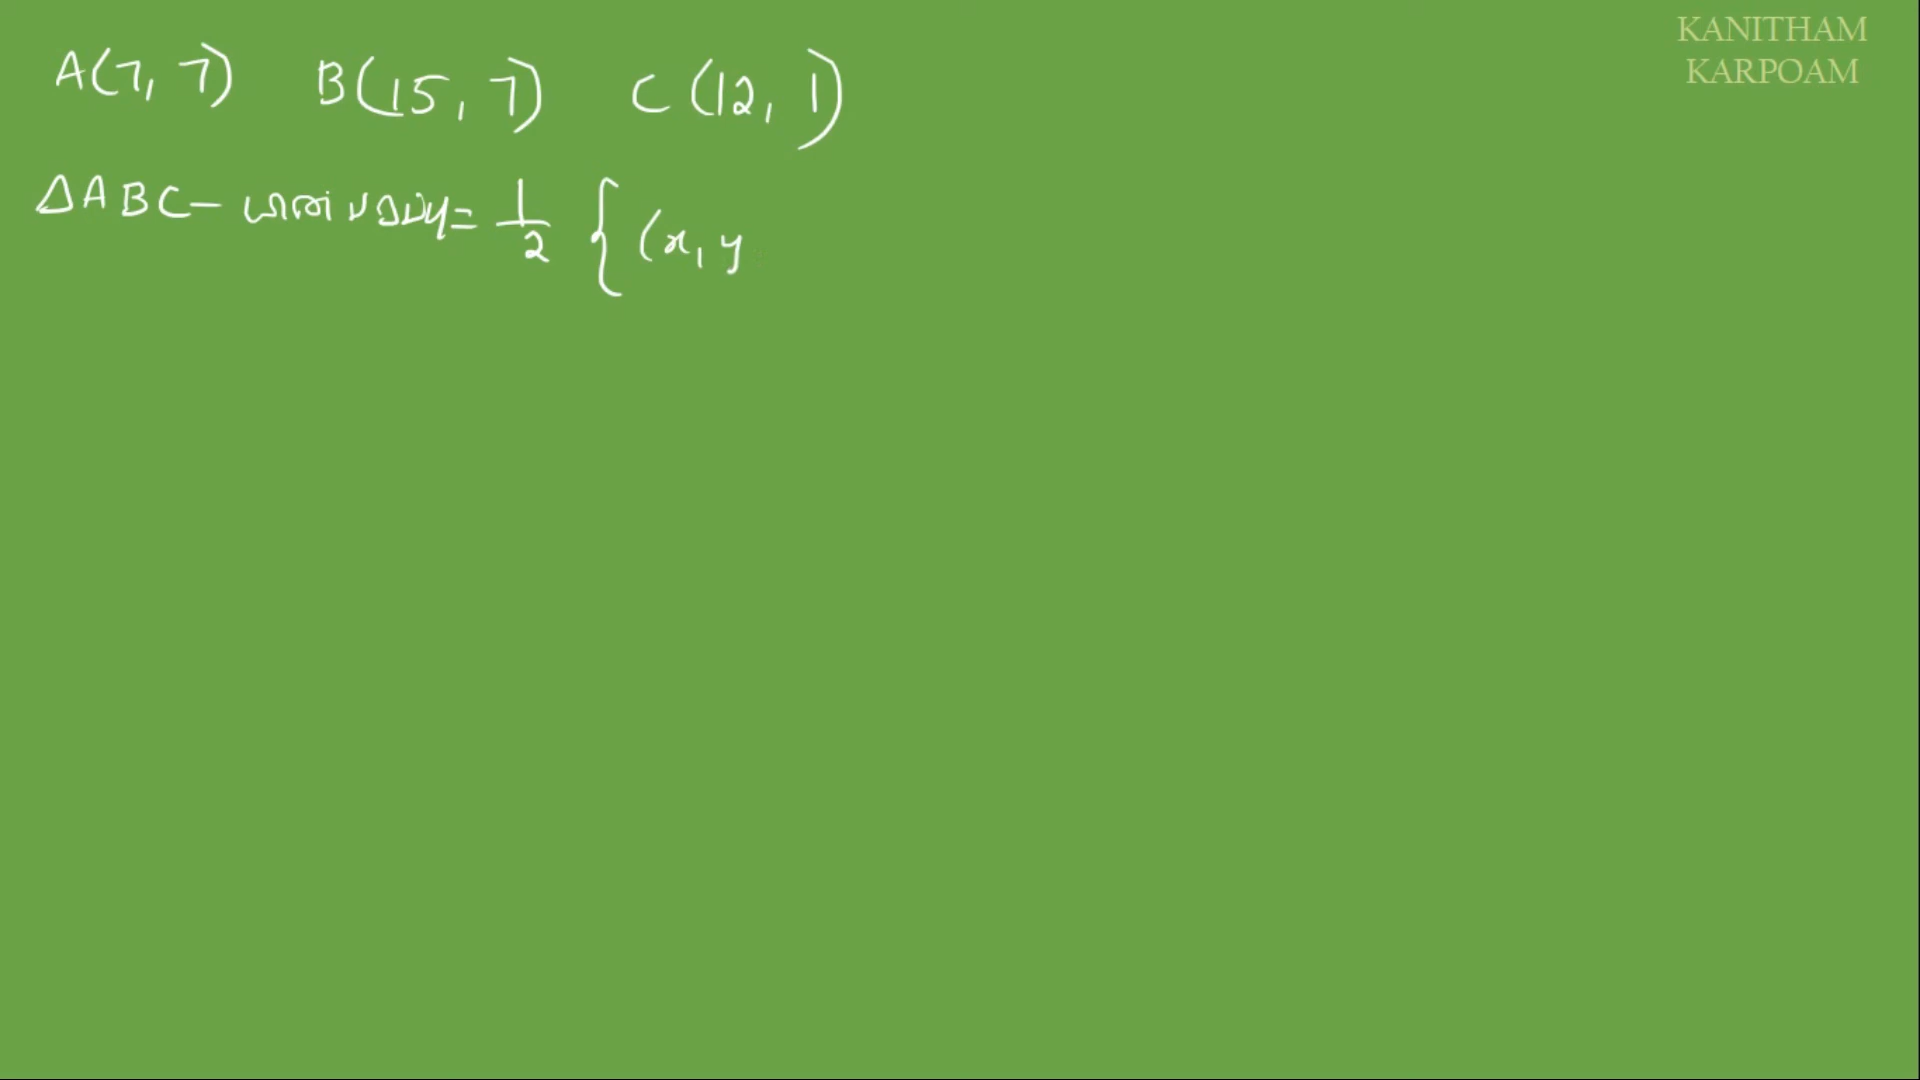 KANITHAM
KARPOAM
A(7, 7) B(15, 7) C(12, 1)
ΔABC- ன் பரப்பு = 1/2 { (x₁ y